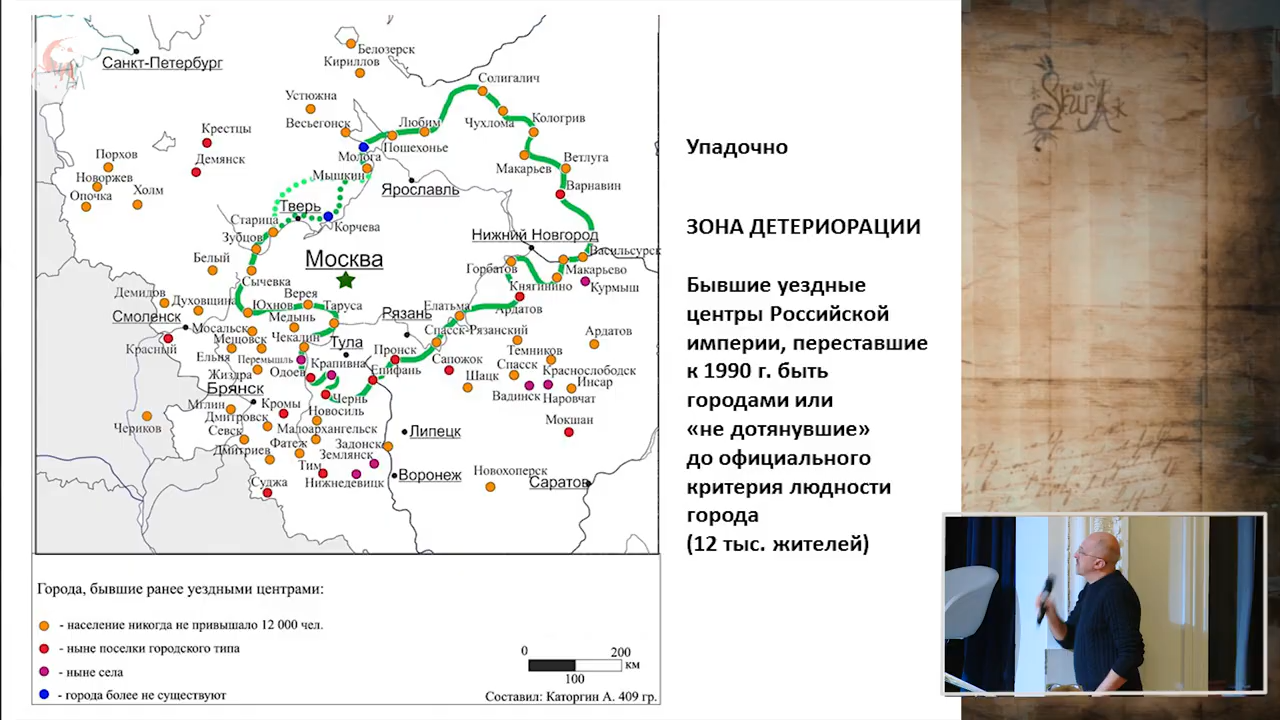 Санкт-Петербург
Белозерск
Кириллов
Солигалич
Устюжна
Весьегонск
Любим
Чухлома
Кологрив
Крестцы
Пошехонье
Молога
Макарьев
Ветлуга
Демянск
Порхов
Новоржев
Мышкин
Ярославль
Варнавин
Опочка
Холм
Тверь
Старица
Корчева
Зубцов
Нижний Новгород
Васильсурск
Белый
Москва
Горбатов
Макарьево
Сычевка
Княгинино
Курмыш
Демидов
Духовщина
Верея
Юхнов
Таруса
Елатьма
Ардатов
Смоленск
Медынь
Рязань
Мосальск
Спасск-Рязанский
Ардатов
Мещовск
Чекалин
Тула
Красный
Ельня
Перемышль
Крапивна
Пронск
Сапожок
Темников
Жиздра
Одоев
Епифань
Спасск
Краснослободск
Шацк
Инсар
Брянск
Вадинск
Наровчат
Мглин
Кромы
Чернь
Дмитровск
Новосиль
Мокшан
Чериков
Севск
Малоархангельск
Липецк
Фатеж
Задонск
Дмитриев
Землянск
Тим
Воронеж
Новохоперск
Суджа
Нижнедевицк
Саратов
Города, бывшие ранее уездными центрами:
- население никогда не привышало 12 000 чел.
- ныне поселки городского типа
- ныне села
- города более не существуют
0 200
км
100
Составил: Каторгин А. 409 гр.
Упадочно
ЗОНА ДЕТЕРИОРАЦИИ
Бывшие уездные
центры Российской
империи, переставшие
к 1990 г. быть
городами или
«не дотянувшие»
до официального
критерия людности
города
(12 тыс. жителей)